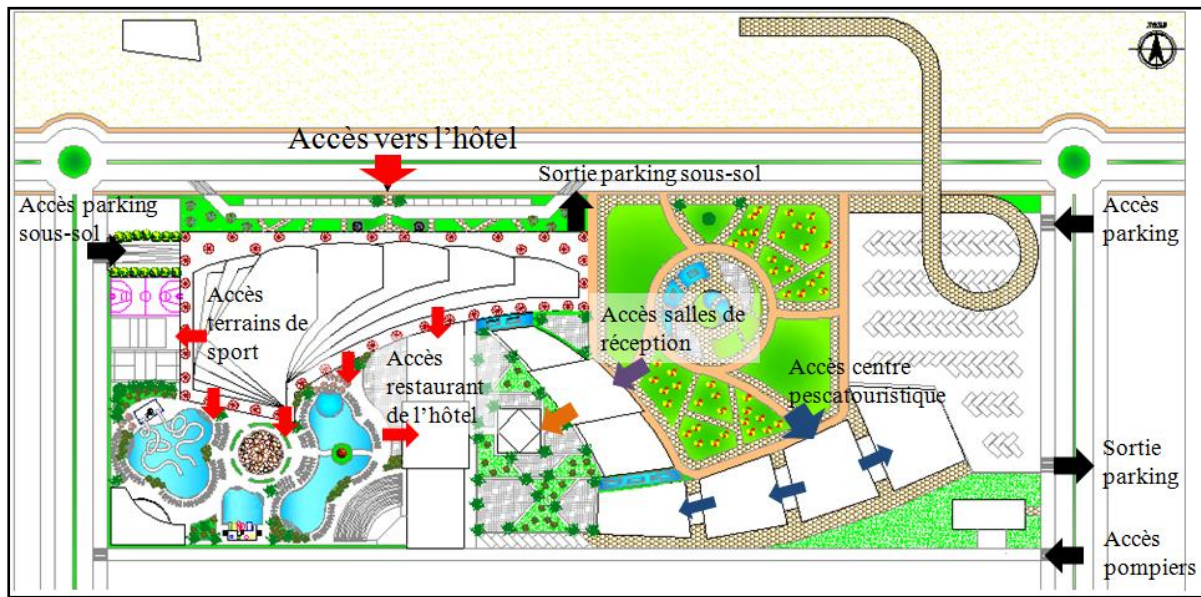 Accès vers l’hôtel
Sortie parking sous-sol
Accès parking
sous-sol
Accès
parking
Accès
terrains de
sport
Accès salles de
réception
Accès
restaurant
de l’hôtel
Accès centre
pescatouristique
Sortie
parking
Accès
pompiers